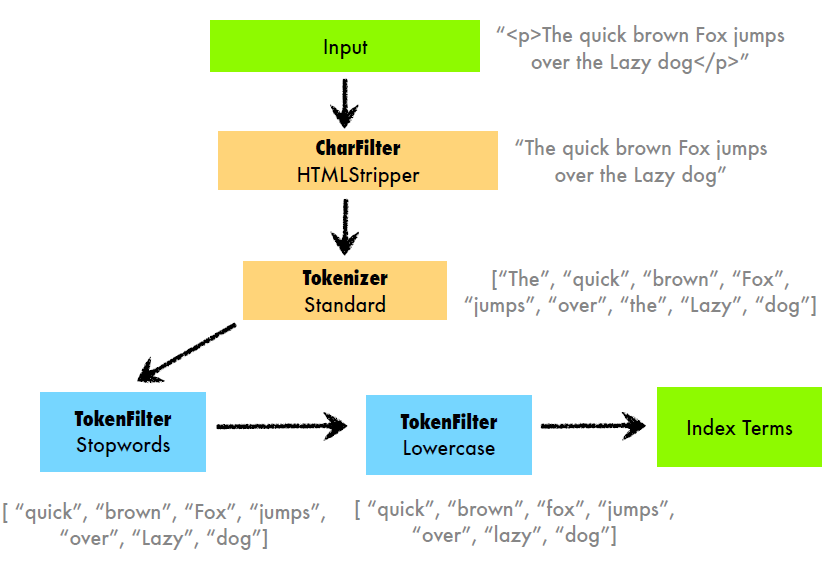 Input
“<p>The quick brown Fox jumps
over the Lazy dog</p>”
CharFilter
HTMLStripper
“The quick brown Fox jumps
over the Lazy dog”
Tokenizer
Standard
[“The”, “quick”, “brown”, “Fox”,
“jumps”, “over”, “the”, “Lazy”, “dog”]
TokenFilter
Stopwords
[ “quick”, “brown”, “Fox”, “jumps”,
“over”, “Lazy”, “dog”]
TokenFilter
Lowercase
[ “quick”, “brown”, “fox”, “jumps”,
“over”, “lazy”, “dog”]
Index Terms